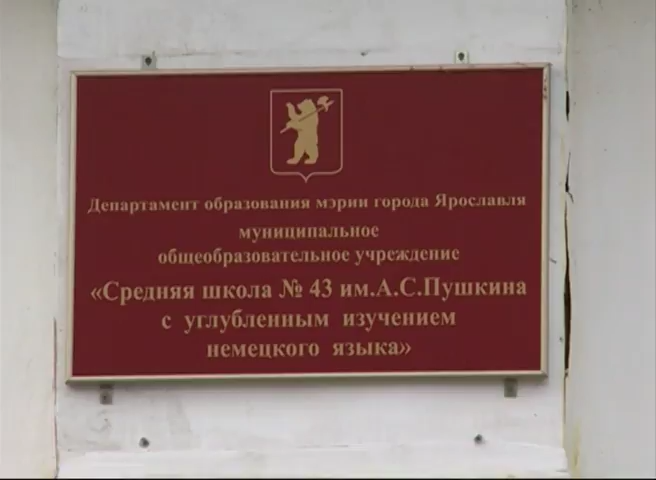 Департамент образования мэрии города Ярославля
муниципальное
общеобразовательное учреждение
«Средняя школа № 43 им.А.С.Пушкина
с углубленным изучением
немецкого языка»